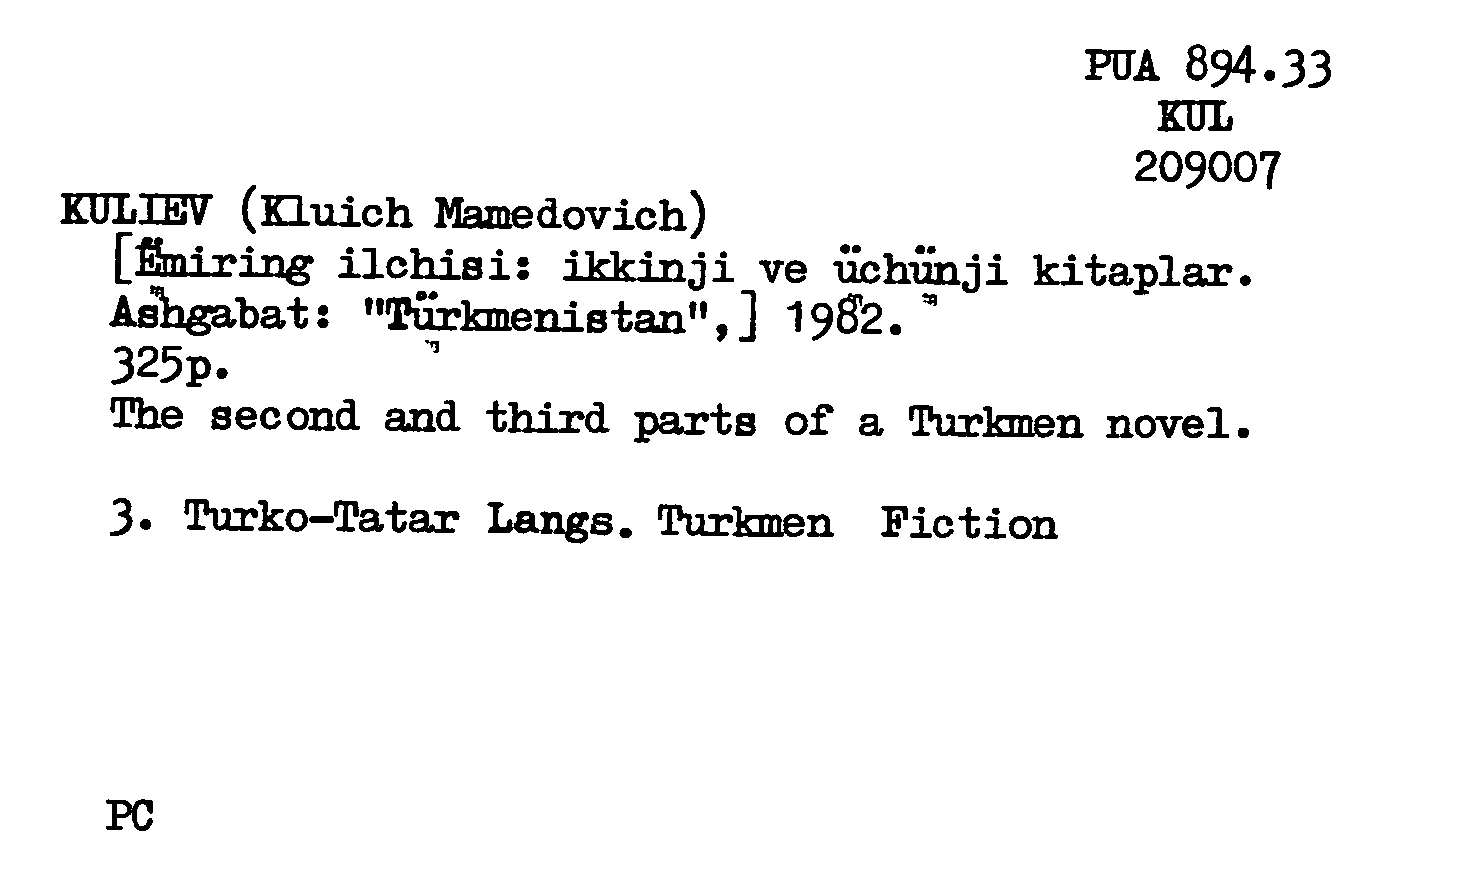 PUA 894.33
KUL
209007
KULIEV (Kluich Mamedovich)
[Ëmiring ilchisi: ikkinji ve üchünji kitaplar.
Ashgabat: "Türkmenistan",] 1982.
325p.
The second and third parts of a Turkmen novel.
3. Turko-Tatar Langs. Turkmen Fiction
PC